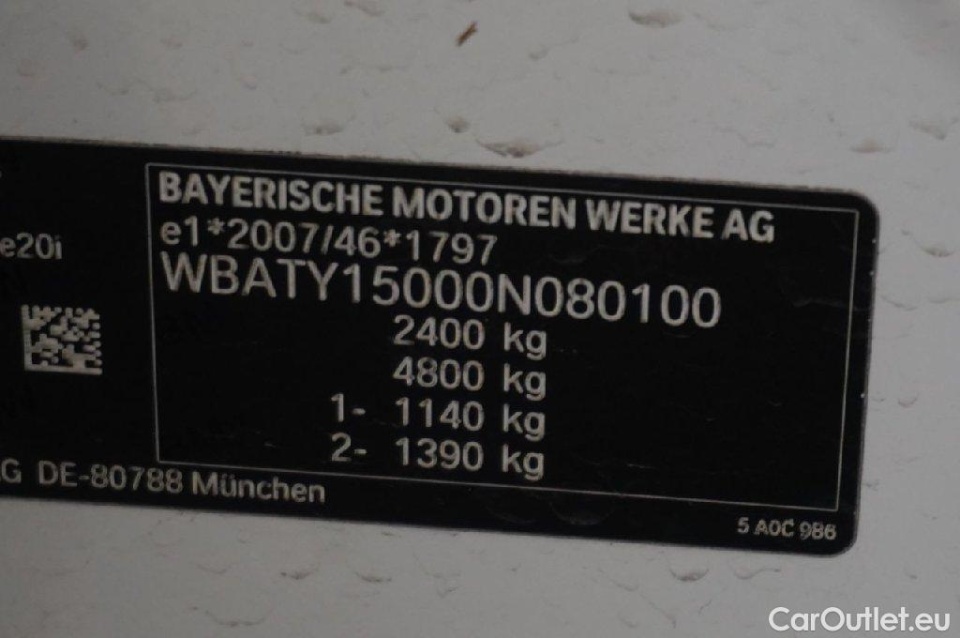 BAYERISCHE MOTOREN WERKE AG
e1*2007/46*1797
e20i
WBATY15000N080100
2400 kg
4800 kg
1- 1140 kg
2- 1390 kg
G DE-80788 München
5 A0C 986
CarOutlet.eu